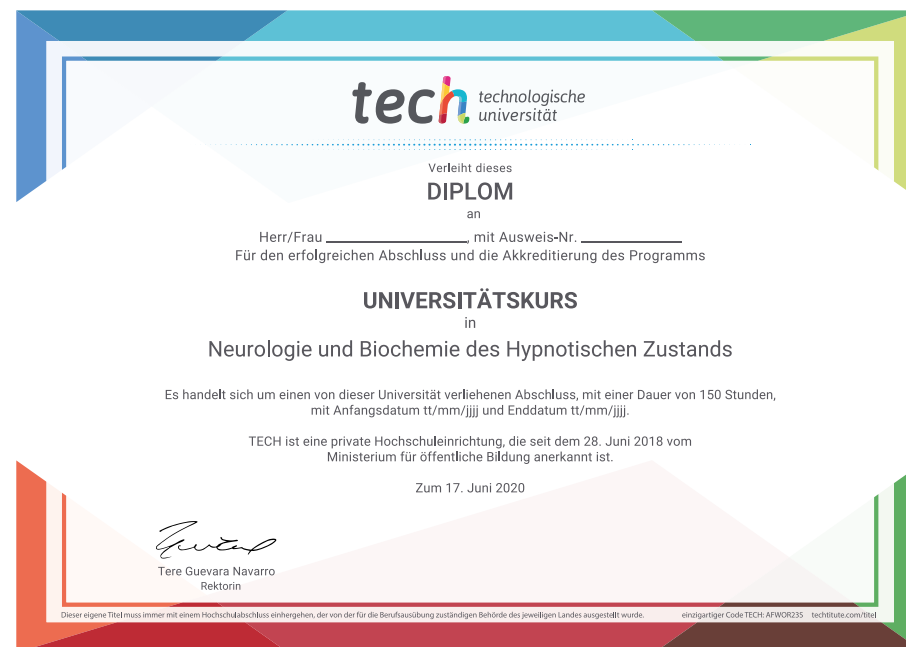 tech technologische
universität
Verleiht dieses
DIPLOM
an
Herr/Frau ____________, mit Ausweis-Nr. ____________
Für den erfolgreichen Abschluss und die Akkreditierung des Programms
UNIVERSITÄTSKURS
in
Neurologie und Biochemie des Hypnotischen Zustands
Es handelt sich um einen von dieser Universität verliehenen Abschluss, mit einer Dauer von 150 Stunden,
mit Anfangsdatum tt/mm/jjjj und Enddatum tt/mm/jjjj.
TECH ist eine private Hochschuleinrichtung, die seit dem 28. Juni 2018 vom
Ministerium für öffentliche Bildung anerkannt ist.
Zum 17. Juni 2020
Tere Guevara Navarro
Rektorin
Dieser eigene Titel muss immer mit einem Hochschulabschluss einhergehen, der von der für die Berufsausübung zuständigen Behörde des jeweiligen Landes ausgestellt wurde. einzigartiger Code TECH: AFWOR23S techtitute.com/titel